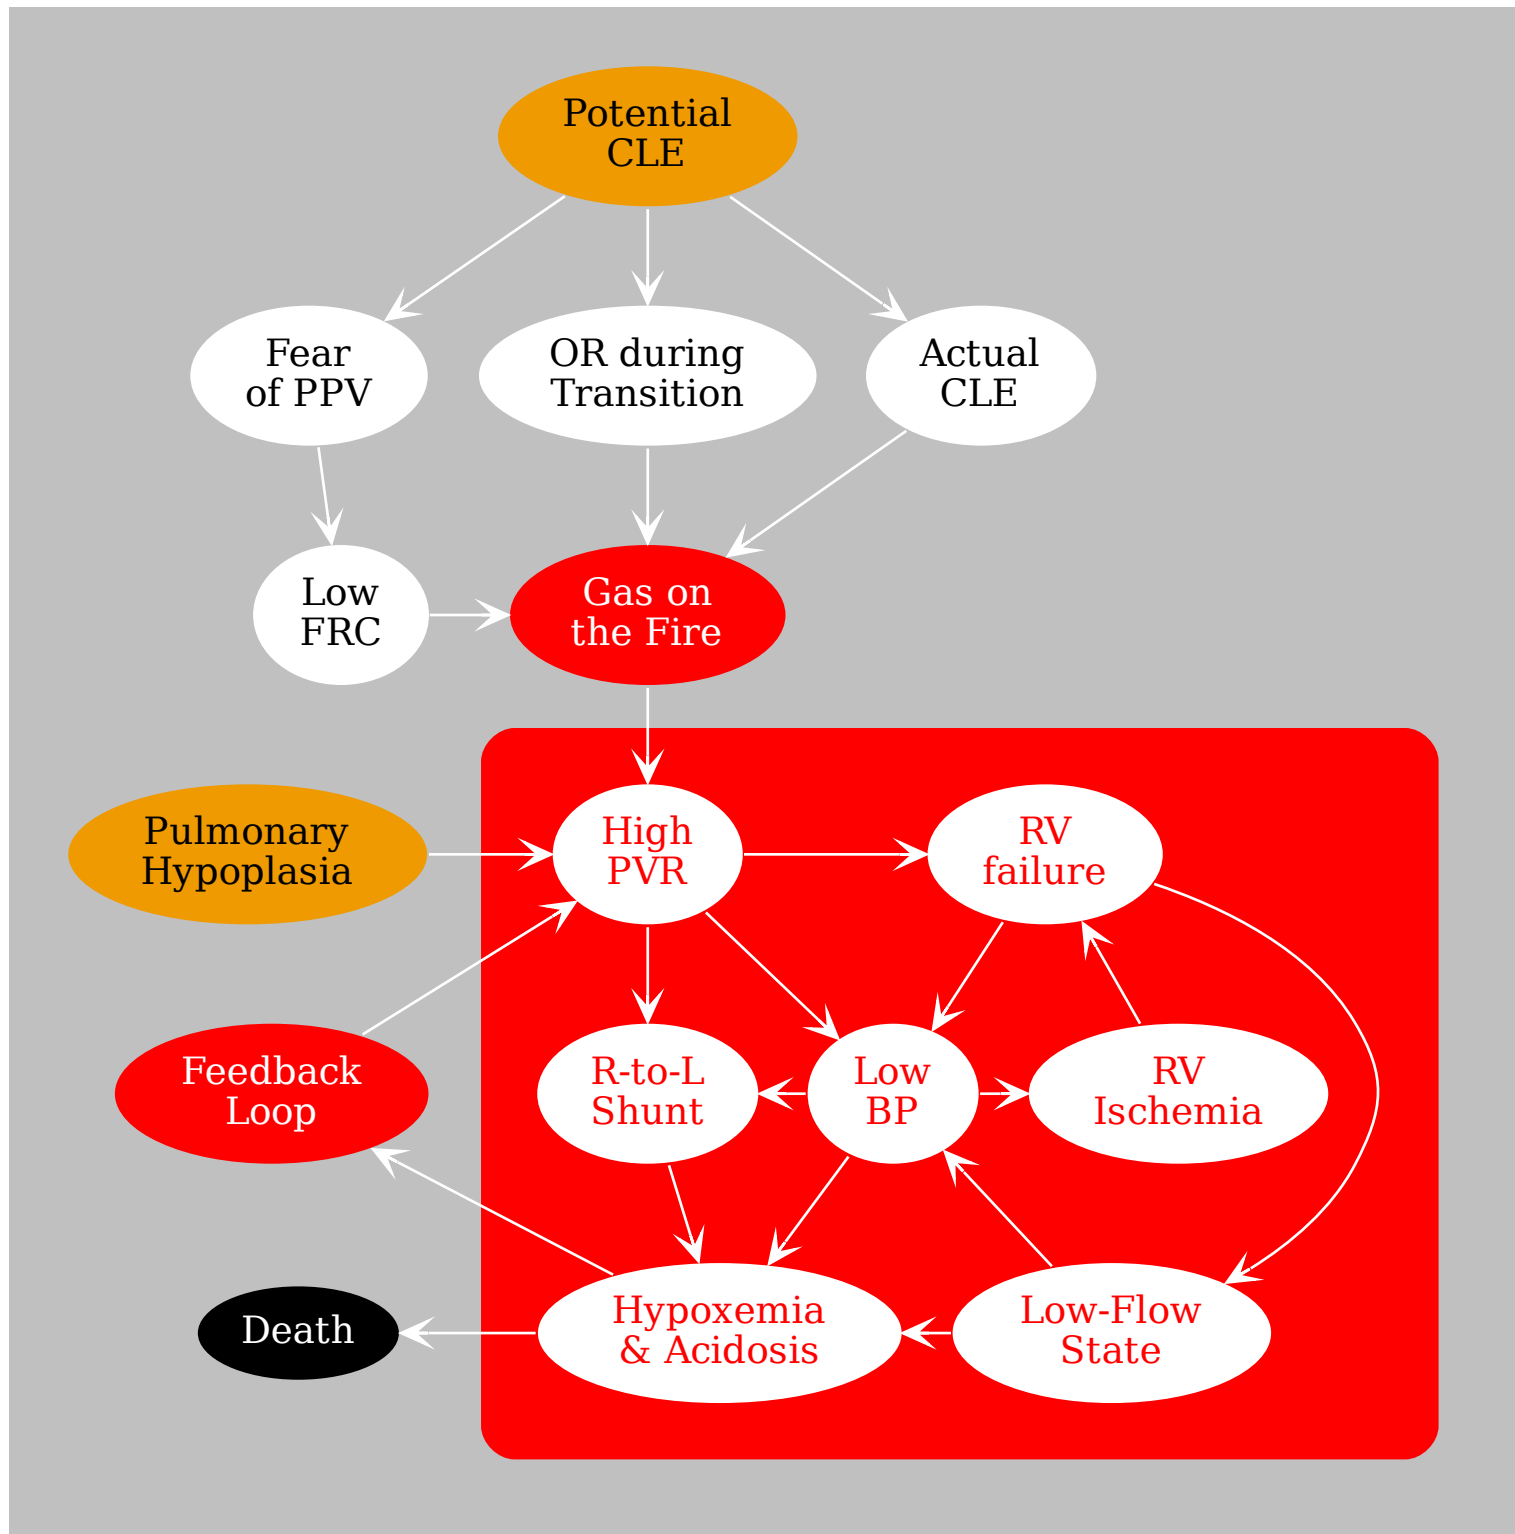 Potential
CLE
Fear
of PPV
OR during
Transition
Actual
CLE
Low
FRC
Gas on
the Fire
Pulmonary
Hypoplasia
High
PVR
RV
failure
Feedback
Loop
R-to-L
Shunt
Low
BP
RV
Ischemia
Death
Hypoxemia
& Acidosis
Low-Flow
State